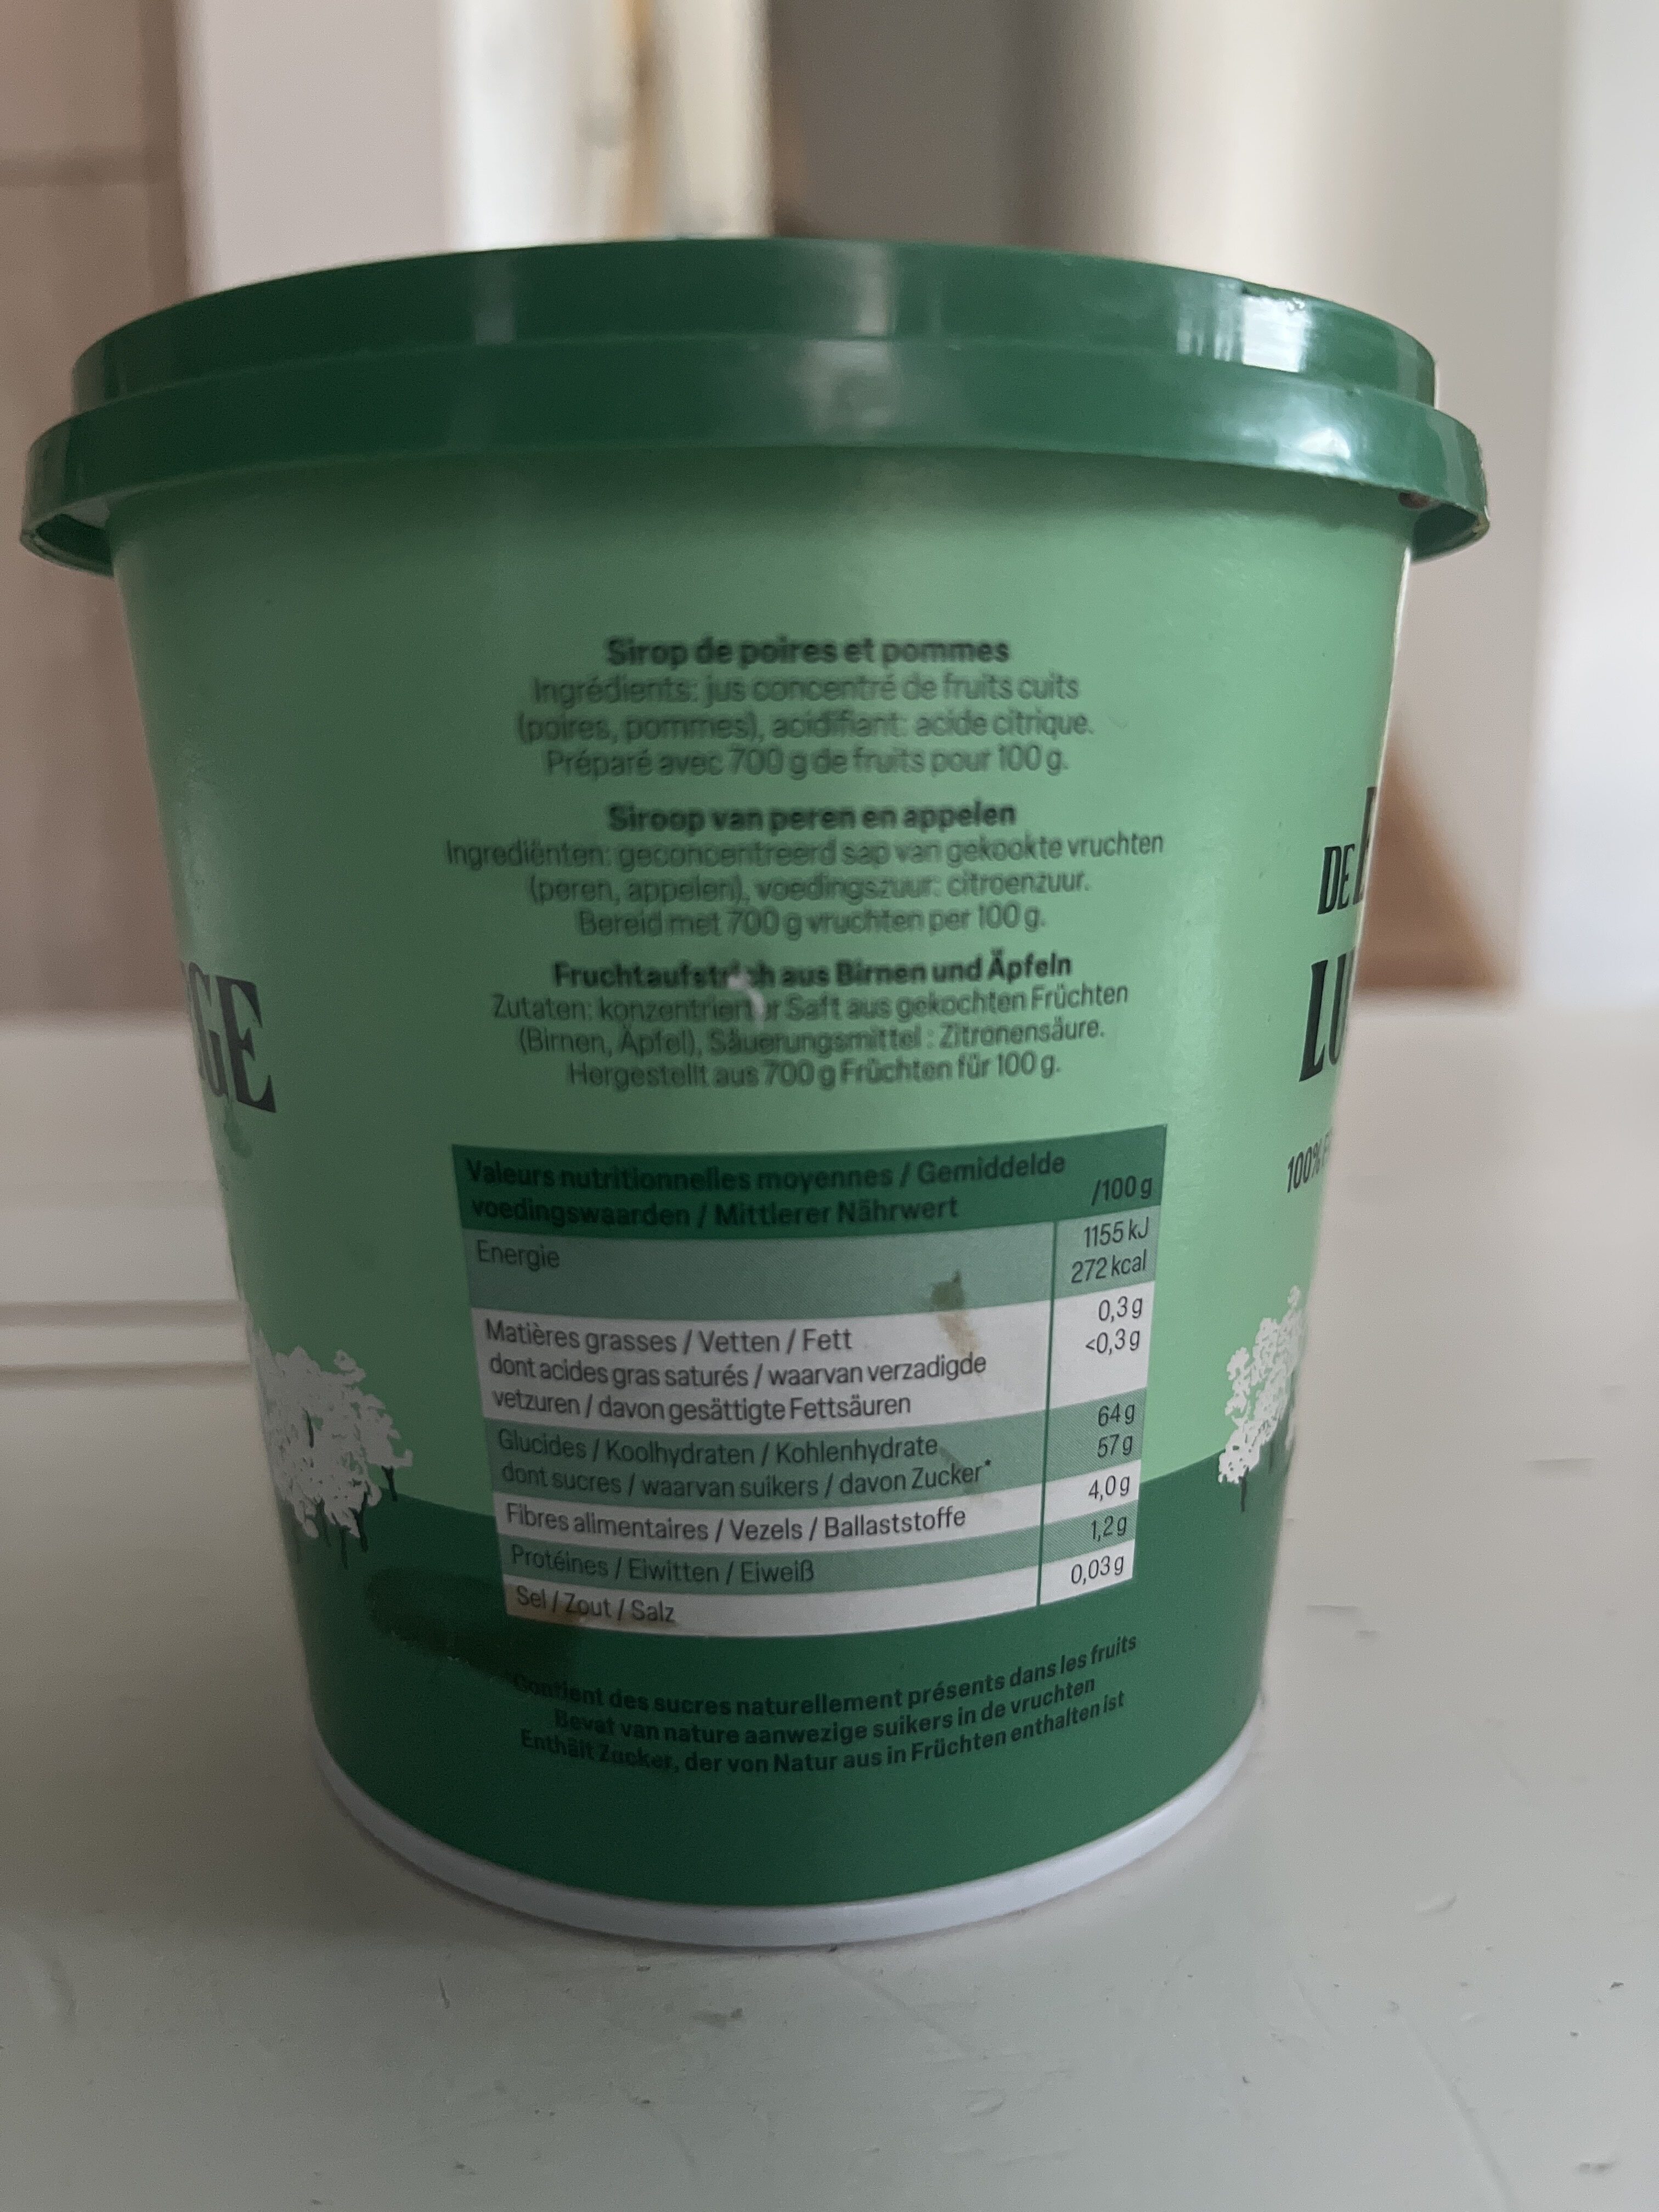 Sirop de poires et pommes
Ingrédients: jus concentré de fruits cuits
(poires, pommes), acidifiant: acide citrique.
Préparé avec 700 g de fruits pour 100 g.
Siroop van peren en appelen
Ingrediënten: geconcentreerd sap van gekookte vruchten
(peren, appelen), voedingszuur: citroenzuur.
Bereid met 700 g vruchten per 100 g.
Fruchtaufstrich aus Birnen und Äpfeln
Zutaten: konzentrierter Saft aus gekochten Früchten
(Birnen, Äpfel), Säuerungsmittel : Zitronensäure.
Hergestellt aus 700 g Früchten für 100 g.
Valeurs nutritionnelles moyennes / Gemiddelde
voedingswaarden / Mittlerer Nährwert /100 g
Energie 1155 kJ
272 kcal
Matières grasses / Vetten / Fett 0,3 g
dont acides gras saturés / waarvan verzadigde <0,3 g
vetzuren / davon gesättigte Fettsäuren
Glucides / Koolhydraten / Kohlenhydrate 64 g
dont sucres / waarvan suikers / davon Zucker* 57 g
Fibres alimentaires / Vezels / Ballaststoffe 4,0 g
Protéines / Eiwitten / Eiweiß 1,2 g
Sel / Zout / Salz 0,03 g
Contient des sucres naturellement présents dans les fruits
Bevat van nature aanwezige suikers in de vruchten
Enthält Zucker, der von Natur aus in Früchten enthalten ist
GE
DE
LU
100%